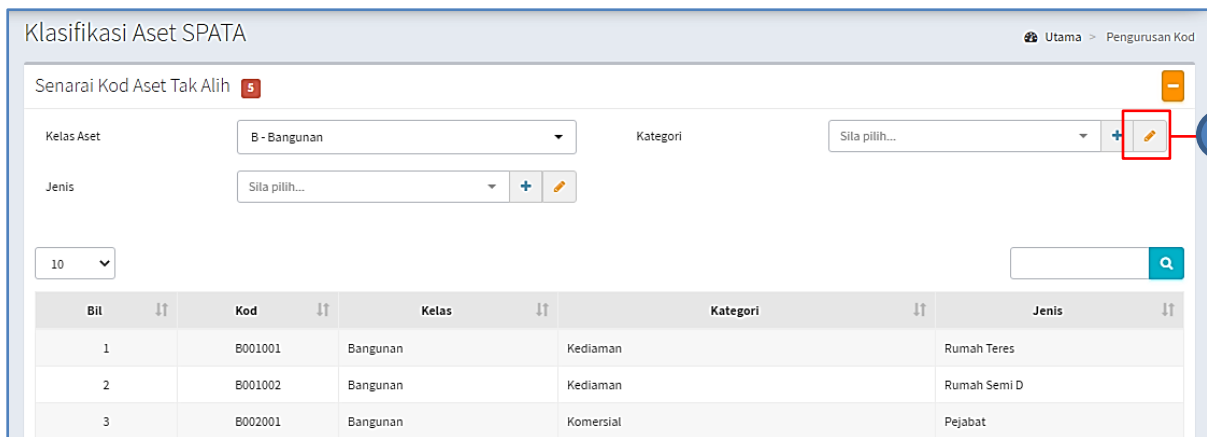 Klasifikasi Aset SPATA
Utama > Pengurusan Kod
Senarai Kod Aset Tak Alih 5
Kelas Aset B - Bangunan Kategori Sila pilih...
Jenis Sila pilih...
10
Bil Kod Kelas Kategori Jenis
1 B001001 Bangunan Kediaman Rumah Teres
2 B001002 Bangunan Kediaman Rumah Semi D
3 B002001 Bangunan Komersial Pejabat